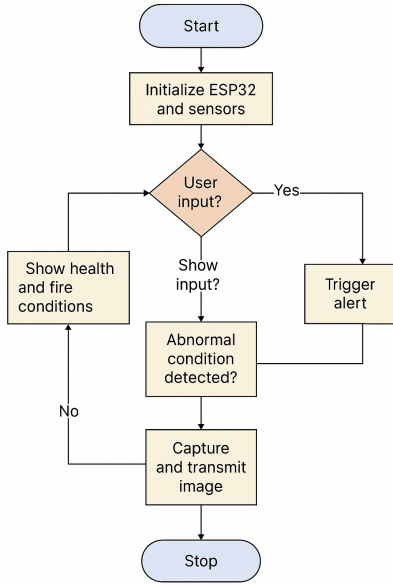 Start
Initialize ESP32
and sensors
User
input?
Yes
Show
input?
Show health
and fire
conditions
Trigger
alert
Abnormal
condition
detected?
No
Capture
and transmit
image
Stop